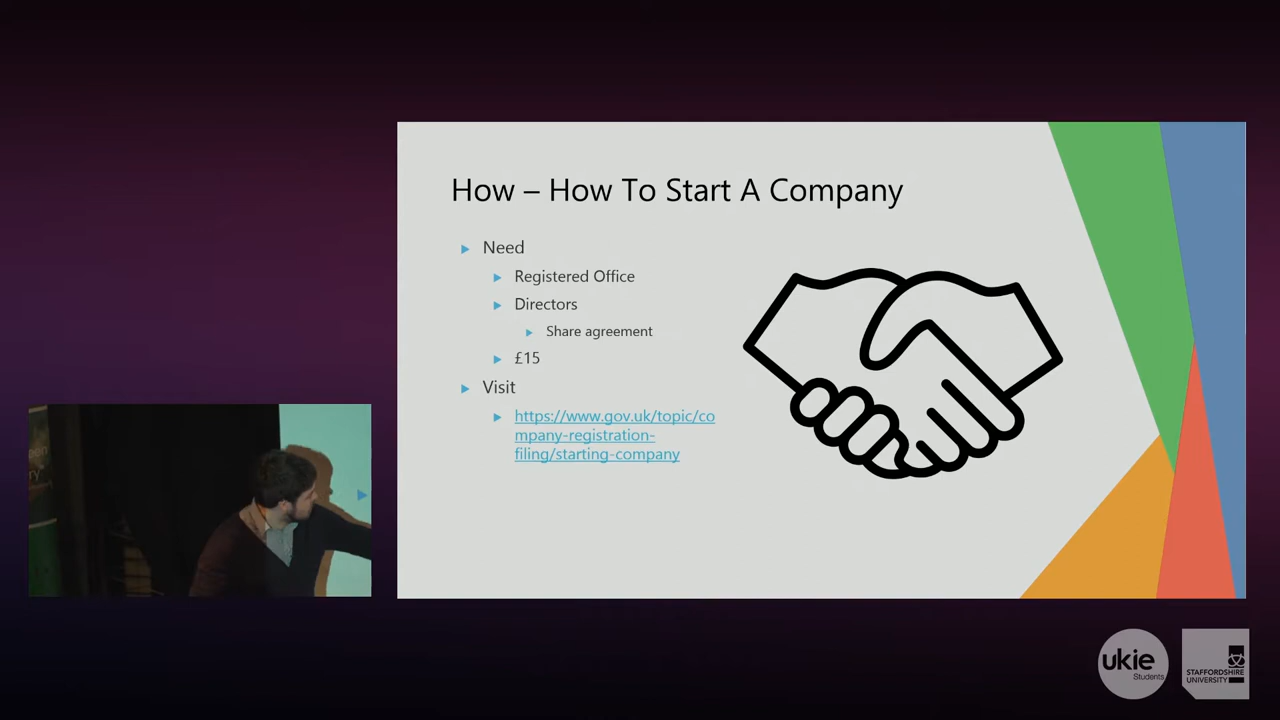 How – How To Start A Company
Need
Registered Office
Directors
Share agreement
£15
Visit
https://www.gov.uk/topic/co
mpany-registration-
filing/starting-company
ukie
Students
STAFFORDSHIRE
UNIVERSITY